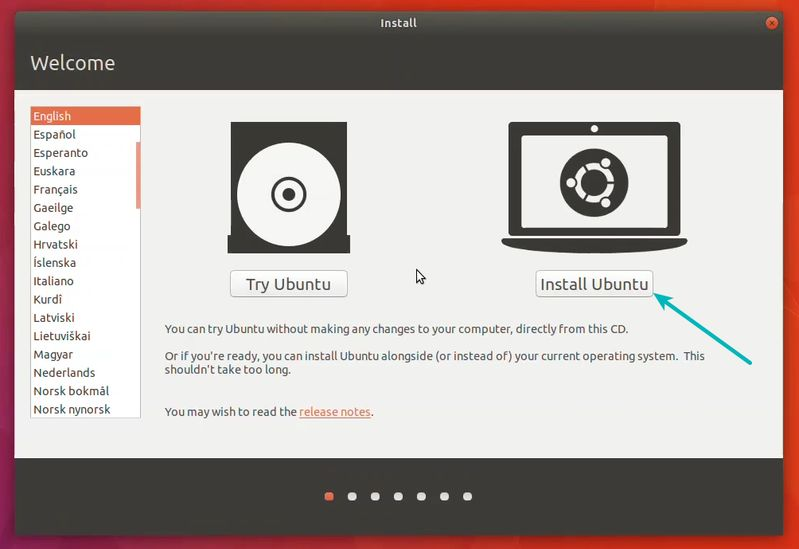 Install
Welcome
English
Español
Esperanto
Euskara
Français
Gaeilge
Galego
Hrvatski
Íslenska
Italiano
Kurdî
Latviski
Lietuviškai
Magyar
Nederlands
Norsk bokmål
Norsk nynorsk
Try Ubuntu
Install Ubuntu
You can try Ubuntu without making any changes to your computer, directly from this CD.
Or if you're ready, you can install Ubuntu alongside (or instead of) your current operating system.  This
shouldn't take too long.
You may wish to read the release notes.